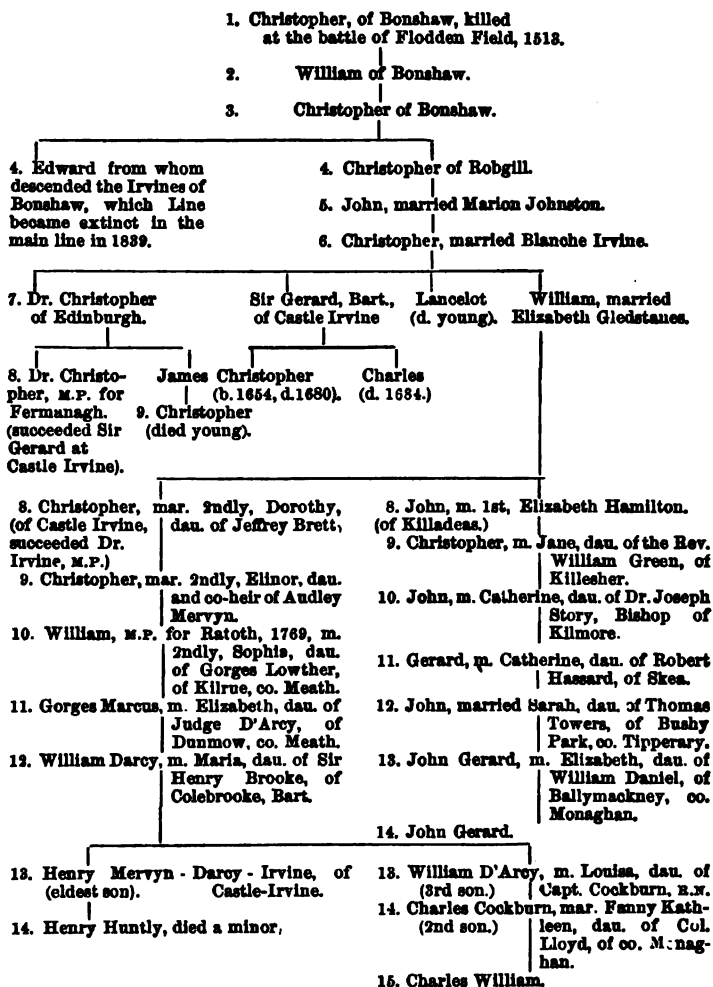 1. Christopher, of Bonshaw, killed
at the battle of Flodden Field, 1513.
2. William of Bonshaw.
3. Christopher of Bonshaw.
4. Edward from whom
descended the Irvines of
Bonshaw, which Line
became extinct in the
main line in 1839.
4. Christopher of Robgill.
5. John, married Marion Johnston.
6. Christopher, married Blanche Irvine.
7. Dr. Christopher
of Edinburgh.
Sir Gerard, Bart.,
of Castle Irvine
Lancelot
(d. young).
William, married
Elizabeth Gledstanes.
8. Dr. Christo-
pher, M.P. for
Fermanagh.
(succeeded Sir
Gerard at
Castle Irvine).
James
9. Christopher
(died young).
Christopher
(b. 1654, d. 1680).
Charles
(d. 1684.)
8. Christopher, mar. 2ndly, Dorothy,
(of Castle Irvine, dau. of Jeffrey Brett,
succeeded Dr.
Irvine, M.P.)
9. Christopher, mar. 2ndly, Elinor, dau.
and co-heir of Audley
Mervyn.
10. William, M.P. for Ratoth, 1769, m.
2ndly, Sophia, dau.
of Gorges Lowther,
of Kilrue, co. Meath.
11. Gorges Marcus, m. Elizabeth, dau. of
Judge D'Arcy, of
Dunmow, co. Meath.
12. William Darcy, m. Maria, dau. of Sir
Henry Brooke, of
Colebrooke, Bart.
8. John, m. 1st, Elizabeth Hamilton.
(of Killadeas.)
9. Christopher, m. Jane, dau. of the Rev.
William Green, of
Killesher.
10. John, m. Catherine, dau. of Dr. Joseph
Story, Bishop of
Kilmore.
11. Gerard, m. Catherine, dau. of Robert
Hassard, of Skea.
12. John, married Sarah, dau. of Thomas
Towers, of Bushy
Park, co. Tipperary.
13. John Gerard, m. Elizabeth, dau. of
William Daniel, of
Ballymackney, co.
Monaghan.
14. John Gerard.
13. Henry Mervyn - Darcy - Irvine, of
(eldest son). Castle-Irvine.
14. Henry Huntly, died a minor,
13. William D'Arcy, m. Louisa, dau. of
(3rd son.) Capt. Cockburn, R.N.
14. Charles Cockburn, mar. Fanny Kath-
(2nd son.) leen, dau. of Col.
Lloyd, of co. Monag-
han.
15. Charles William.